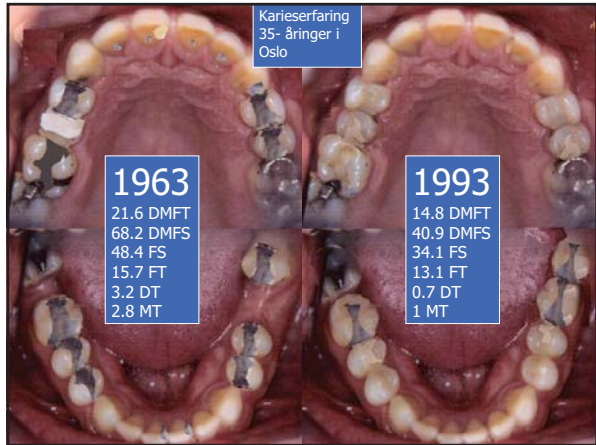 Karieserfaring
35- åringer i
Oslo
1963
21.6 DMFT
68.2 DMFS
48.4 FS
15.7 FT
3.2 DT
2.8 MT
1993
14.8 DMFT
40.9 DMFS
34.1 FS
13.1 FT
0.7 DT
1 MT